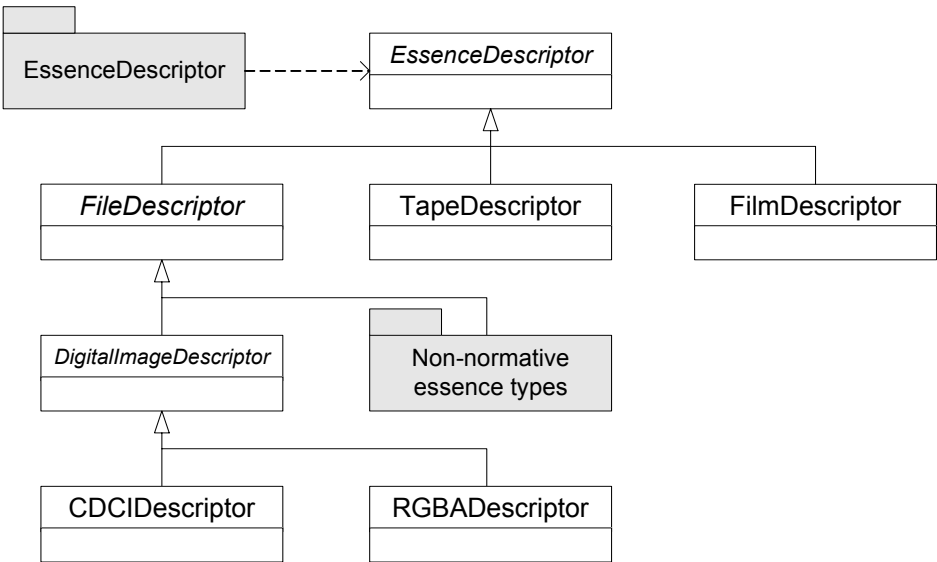 EssenceDescriptor
EssenceDescriptor
FileDescriptor
TapeDescriptor
FilmDescriptor
DigitalImageDescriptor
Non-normative
essence types
CDCIDescriptor
RGBADescriptor